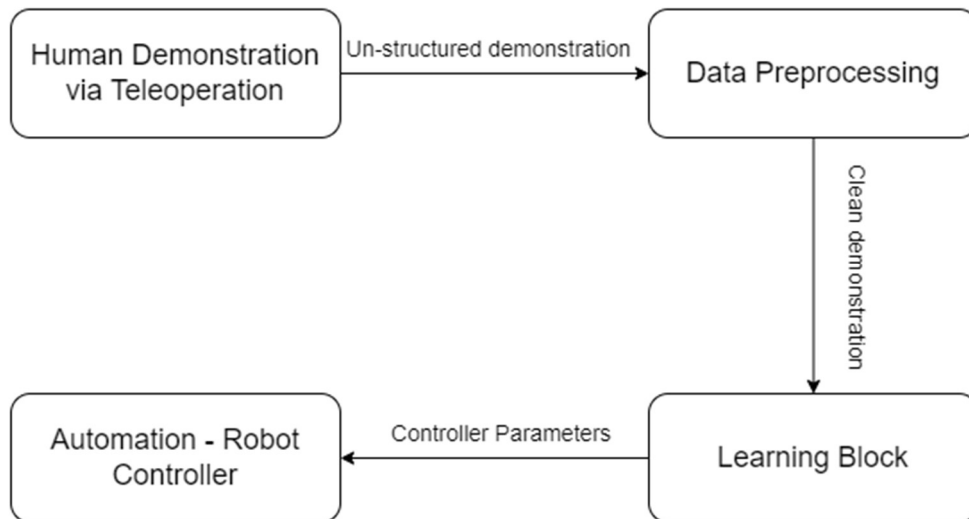 Human Demonstration
via Teleoperation
Un-structured demonstration
Data Preprocessing
Clean demonstration
Learning Block
Controller Parameters
Automation - Robot
Controller